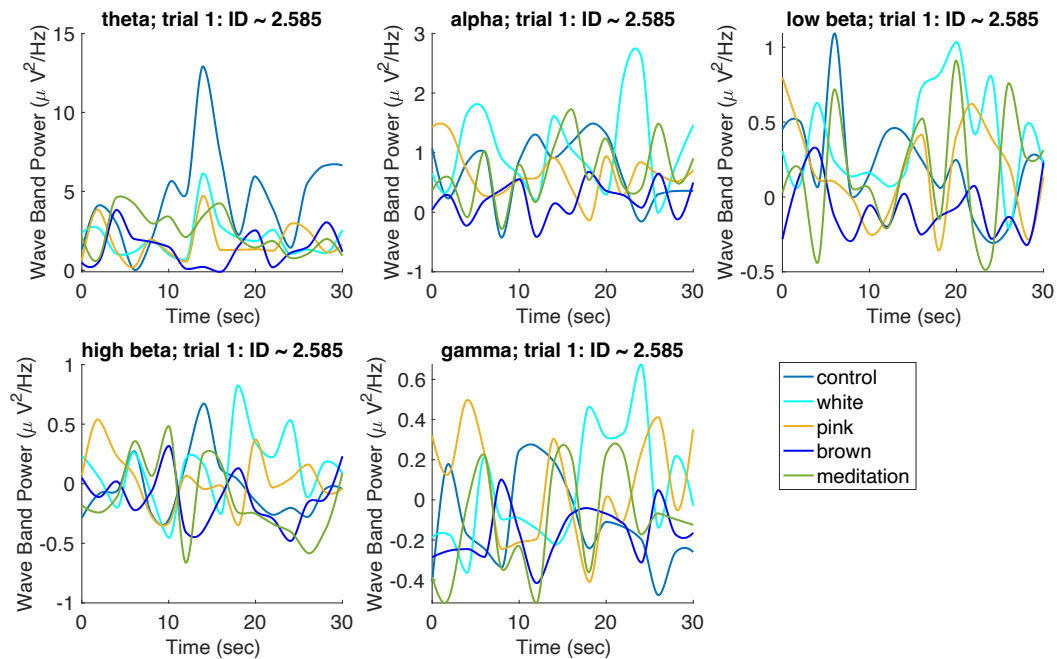 theta; trial 1: ID ~ 2.585
Wave Band Power (μ V²/Hz)
15
10
5
0
0 10 20 30
Time (sec)
alpha; trial 1: ID ~ 2.585
Wave Band Power (μ V²/Hz)
3
2
1
0
-1
0 10 20 30
Time (sec)
low beta; trial 1: ID ~ 2.585
Wave Band Power (μ V²/Hz)
1
0.5
0
-0.5
0 10 20 30
Time (sec)
high beta; trial 1: ID ~ 2.585
Wave Band Power (μ V²/Hz)
1
0.5
0
-0.5
-1
0 10 20 30
Time (sec)
gamma; trial 1: ID ~ 2.585
Wave Band Power (μ V²/Hz)
0.6
0.4
0.2
0
-0.2
-0.4
0 10 20 30
Time (sec)
control
white
pink
brown
meditation